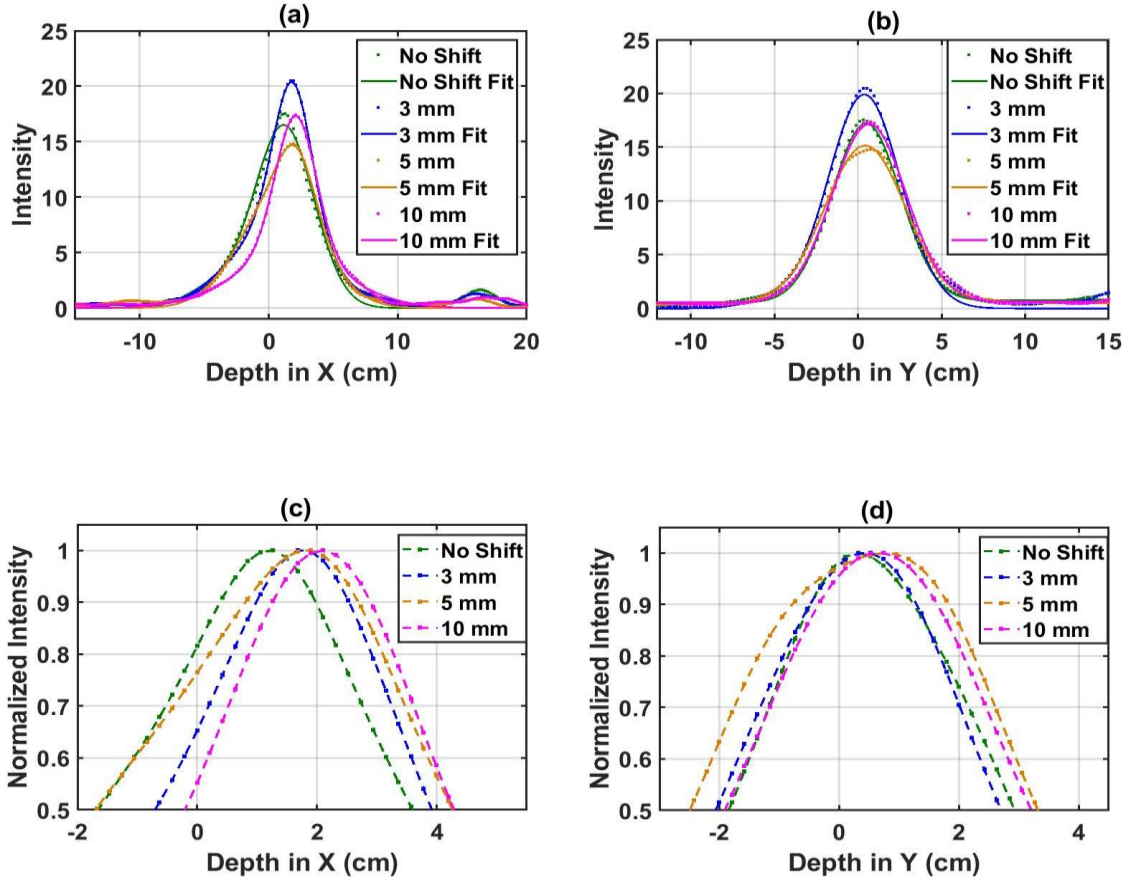 (a)
25
20
15
10
5
0
Intensity
-10
0
10
20
Depth in X (cm)
No Shift
No Shift Fit
3 mm
3 mm Fit
5 mm
5 mm Fit
10 mm
10 mm Fit
(b)
25
20
15
10
5
0
Intensity
-10
-5
0
5
10
15
Depth in Y (cm)
No Shift
No Shift Fit
3 mm
3 mm Fit
5 mm
5 mm Fit
10 mm
10 mm Fit
(c)
1
0.9
0.8
0.7
0.6
0.5
Normalized Intensity
-2
0
2
4
Depth in X (cm)
No Shift
3 mm
5 mm
10 mm
(d)
1
0.9
0.8
0.7
0.6
0.5
Normalized Intensity
-2
0
2
4
Depth in Y (cm)
No Shift
3 mm
5 mm
10 mm